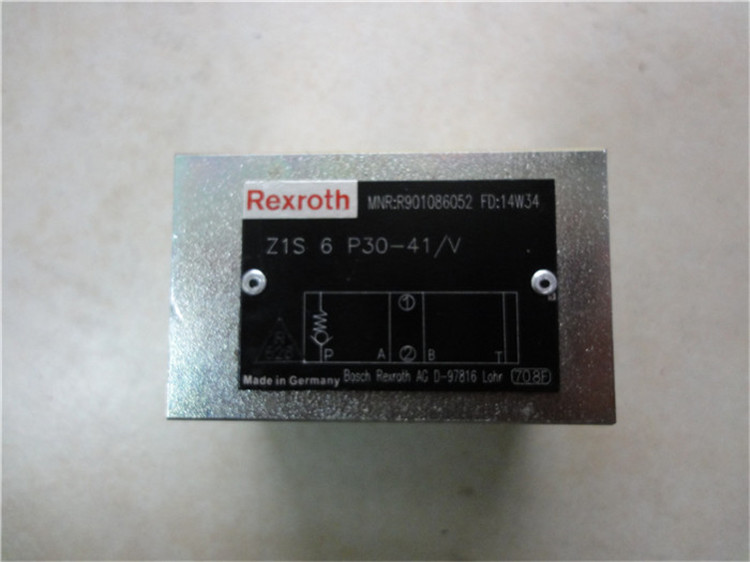 Rexroth MNR:R901086052 FD:14W34
Z1S 6 P30-41/V
①
P A ② B T
Made in Germany Bosch Rexroth AG D-97816 Lohr 708F